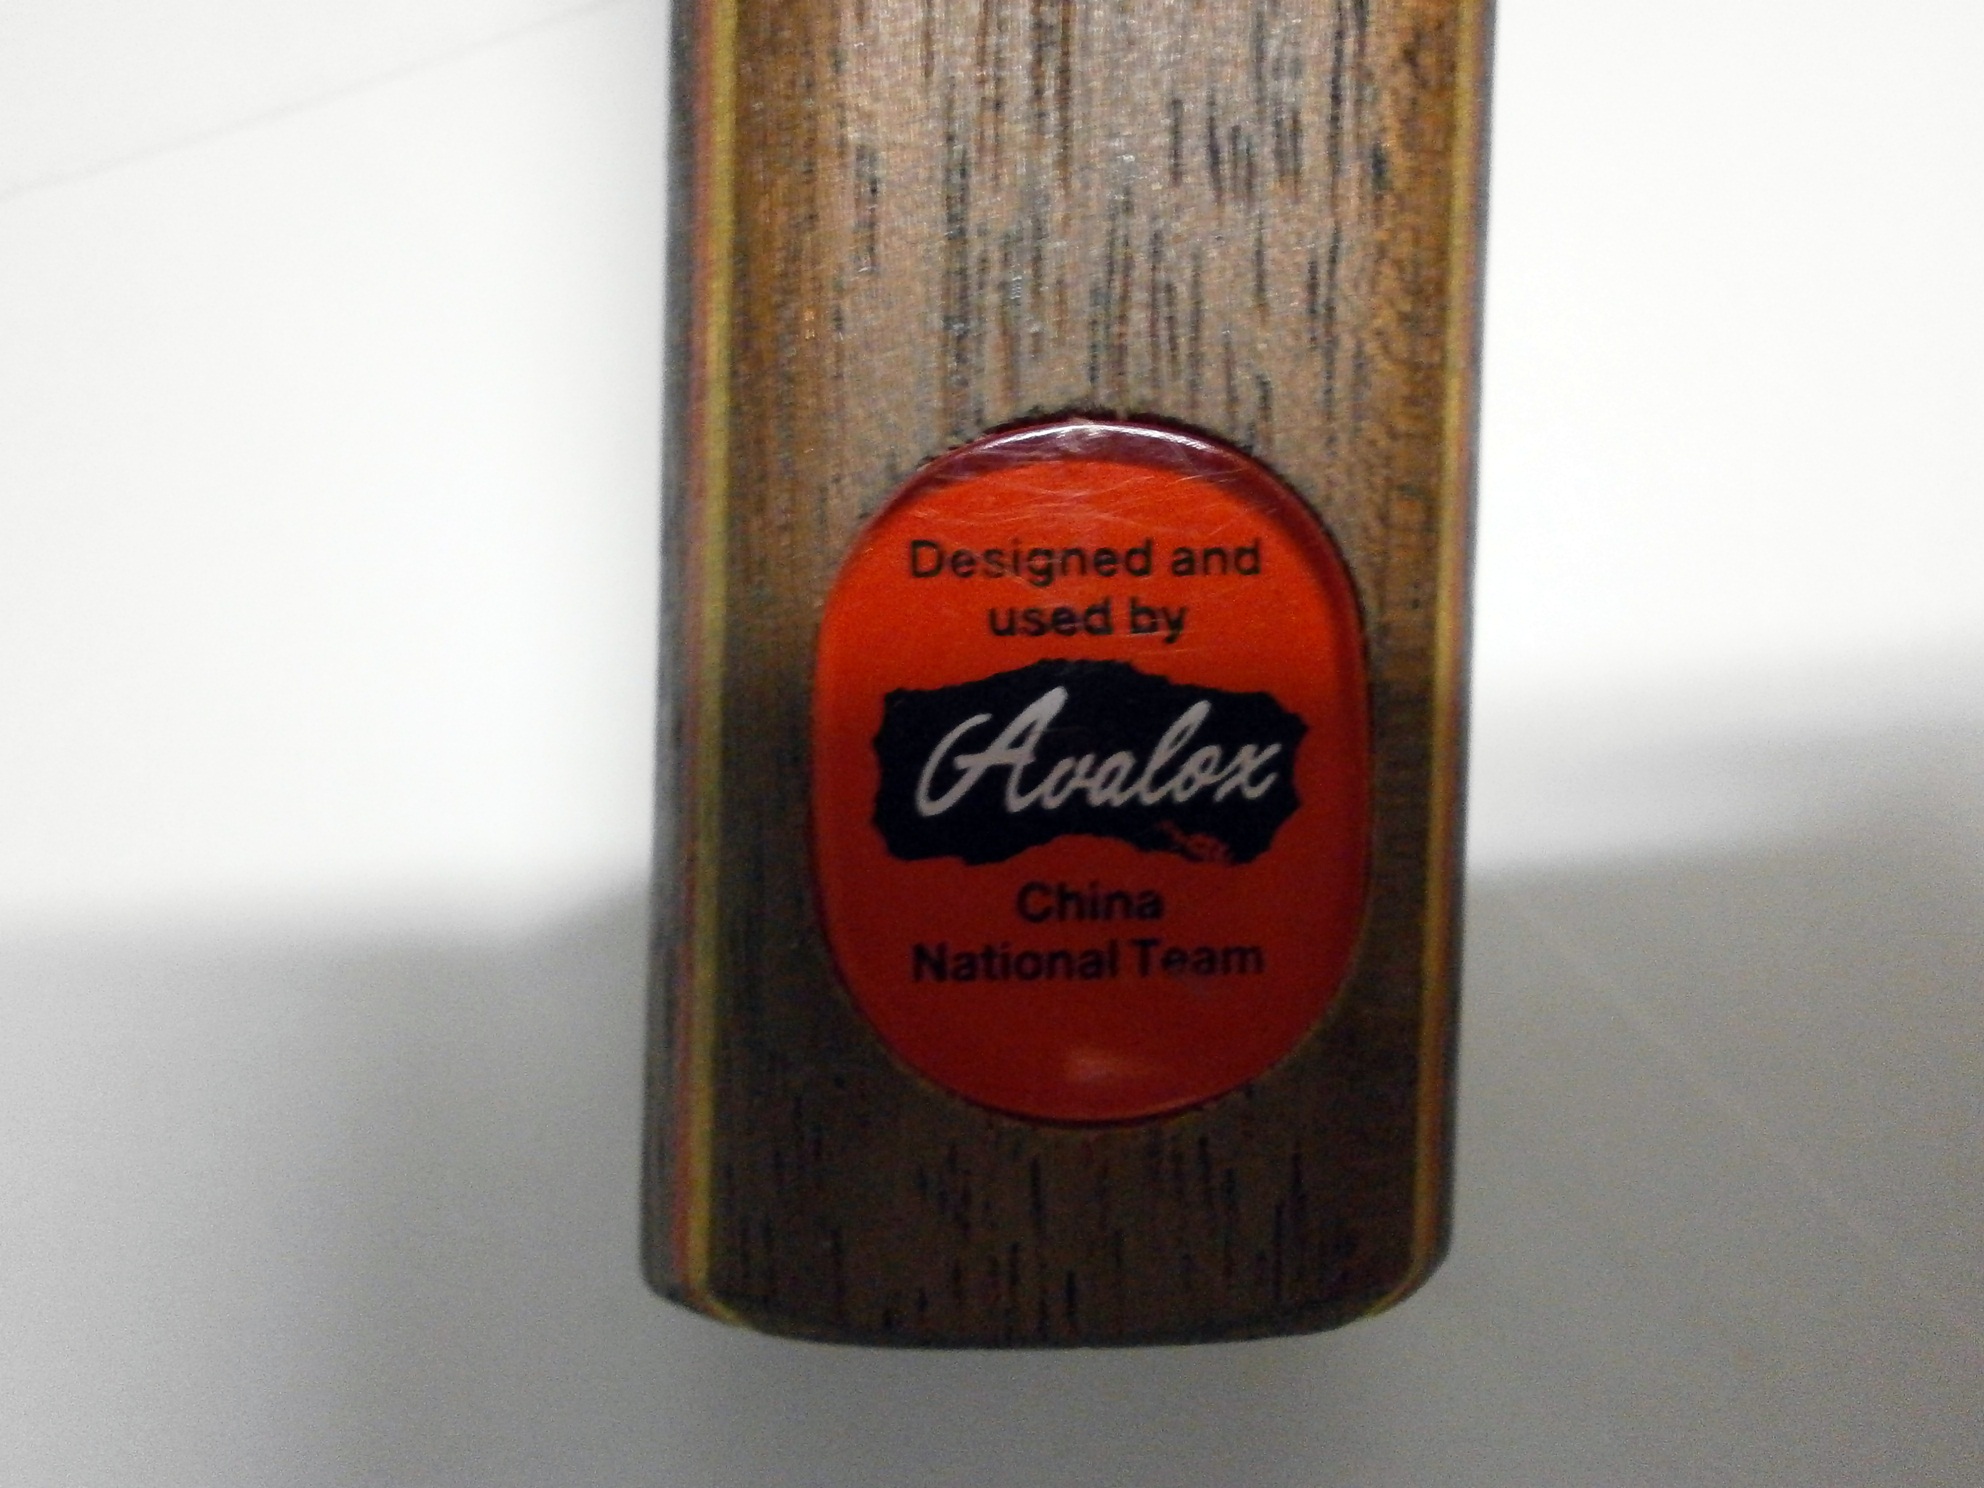 Designed and
used by
Avalox
China
National Team